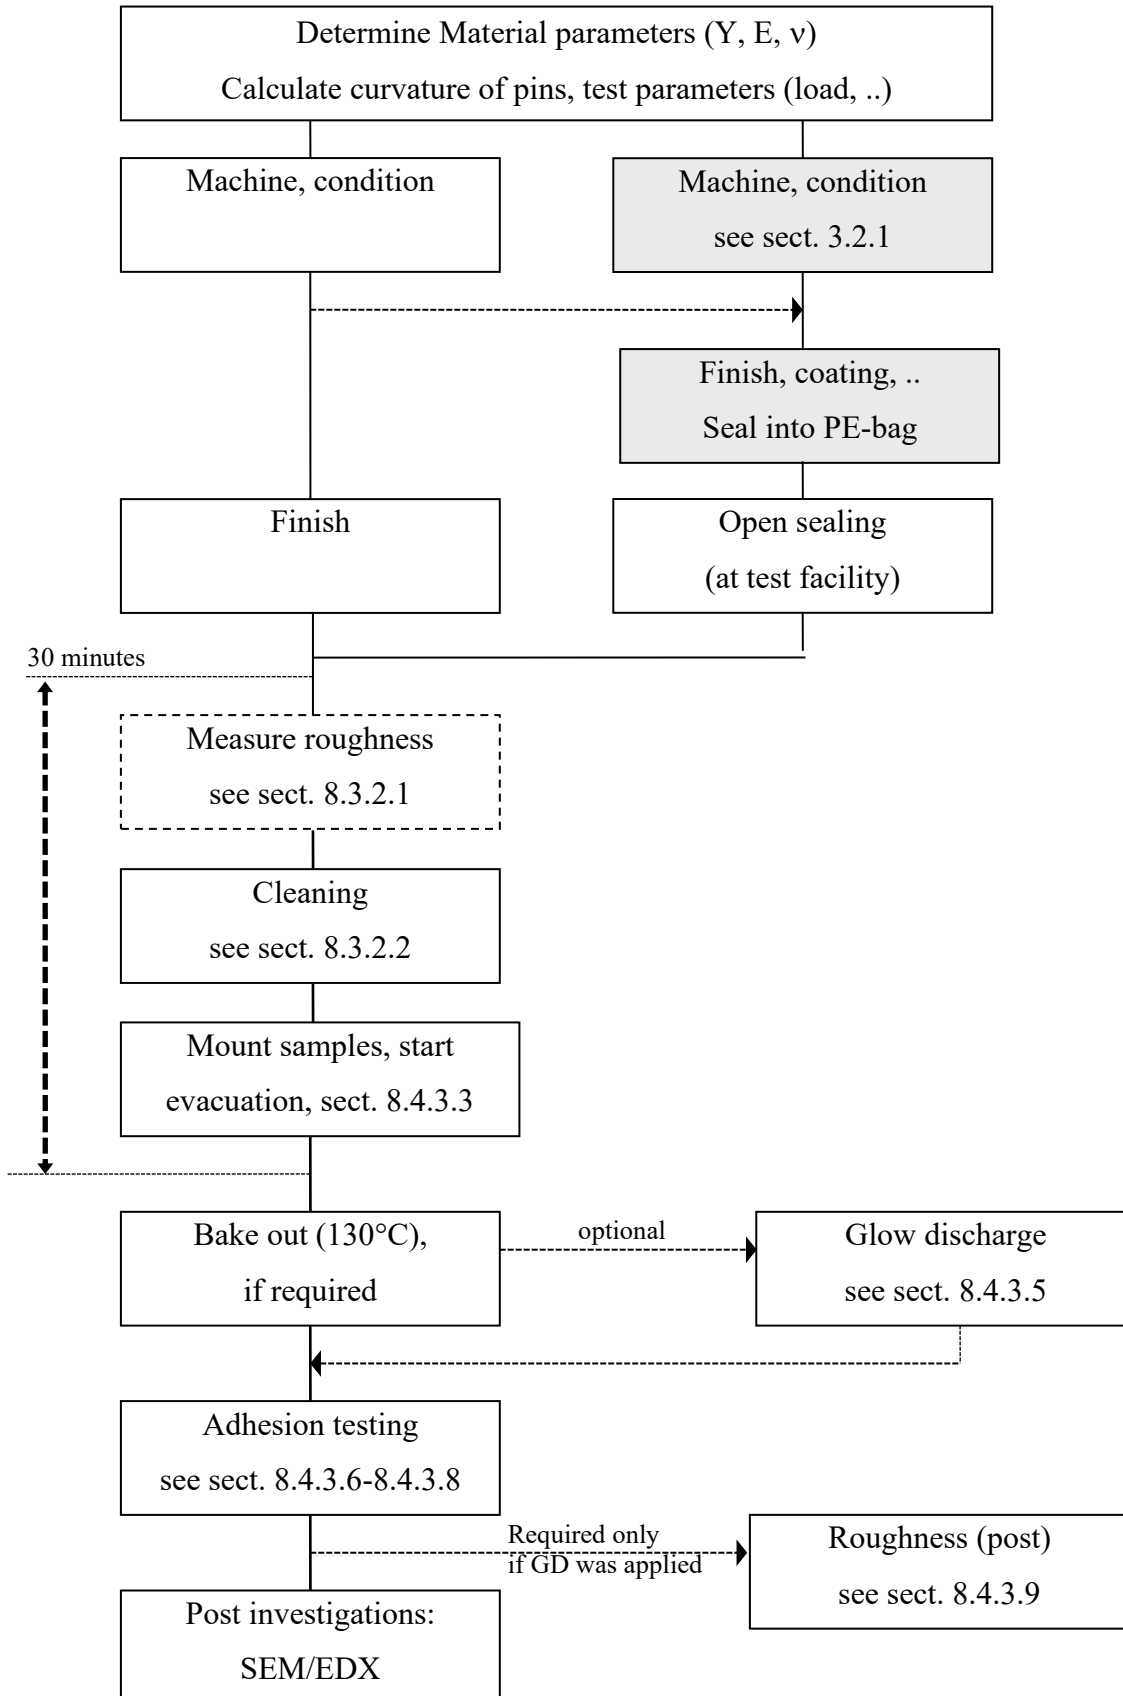 Determine Material parameters (Y, E, ν)
Calculate curvature of pins, test parameters (load, ..)
Machine, condition
Machine, condition
see sect. 3.2.1
Finish, coating, ..
Seal into PE-bag
Finish
Open sealing
(at test facility)
30 minutes
Measure roughness
see sect. 8.3.2.1
Cleaning
see sect. 8.3.2.2
Mount samples, start
evacuation, sect. 8.4.3.3
Bake out (130°C),
if required
optional
Glow discharge
see sect. 8.4.3.5
Adhesion testing
see sect. 8.4.3.6-8.4.3.8
Required only
if GD was applied
Roughness (post)
see sect. 8.4.3.9
Post investigations:
SEM/EDX